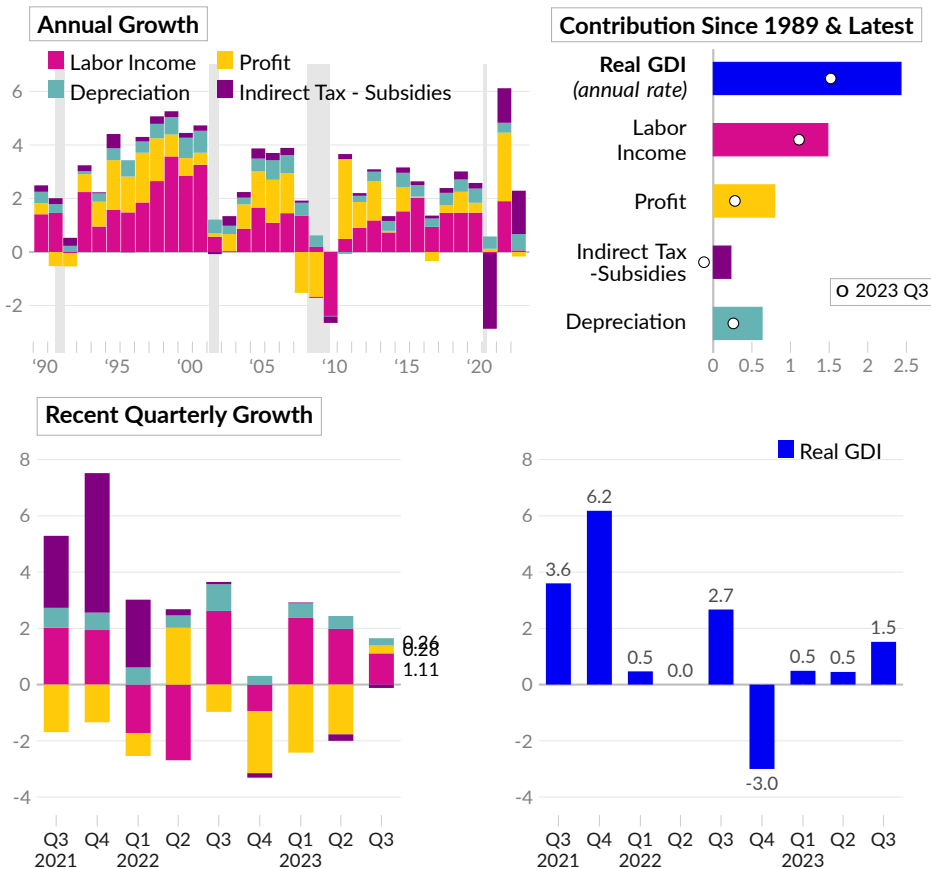 Annual Growth
Labor Income
Profit
Depreciation
Indirect Tax - Subsidies
6
4
2
0
-2
‘90 ‘95 ‘00 ‘05 ‘10 ‘15 ‘20
Contribution Since 1989 & Latest
Real GDI
(annual rate)
Labor
Income
Profit
Indirect Tax
-Subsidies
2023 Q3
Depreciation
0 0.5 1 1.5 2 2.5
Recent Quarterly Growth
8
6
4
2
0
-2
-4
0.26
0.28
1.11
Q3 Q4 Q1 Q2 Q3 Q4 Q1 Q2 Q3
2021 2022 2023
Real GDI
8
6
4
2
0
-2
-4
3.6
6.2
0.5
0.0
2.7
-3.0
0.5
0.5
1.5
Q3 Q4 Q1 Q2 Q3 Q4 Q1 Q2 Q3
2021 2022 2023